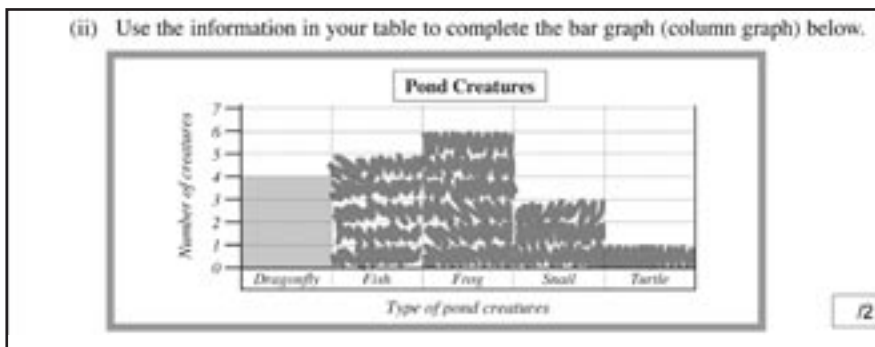 (ii) Use the information in your table to complete the bar graph (column graph) below.
Pond Creatures
Number of creatures
7
6
5
4
3
2
1
0
Dragonfly Fish Frog Snail Turtle
Type of pond creatures
/2